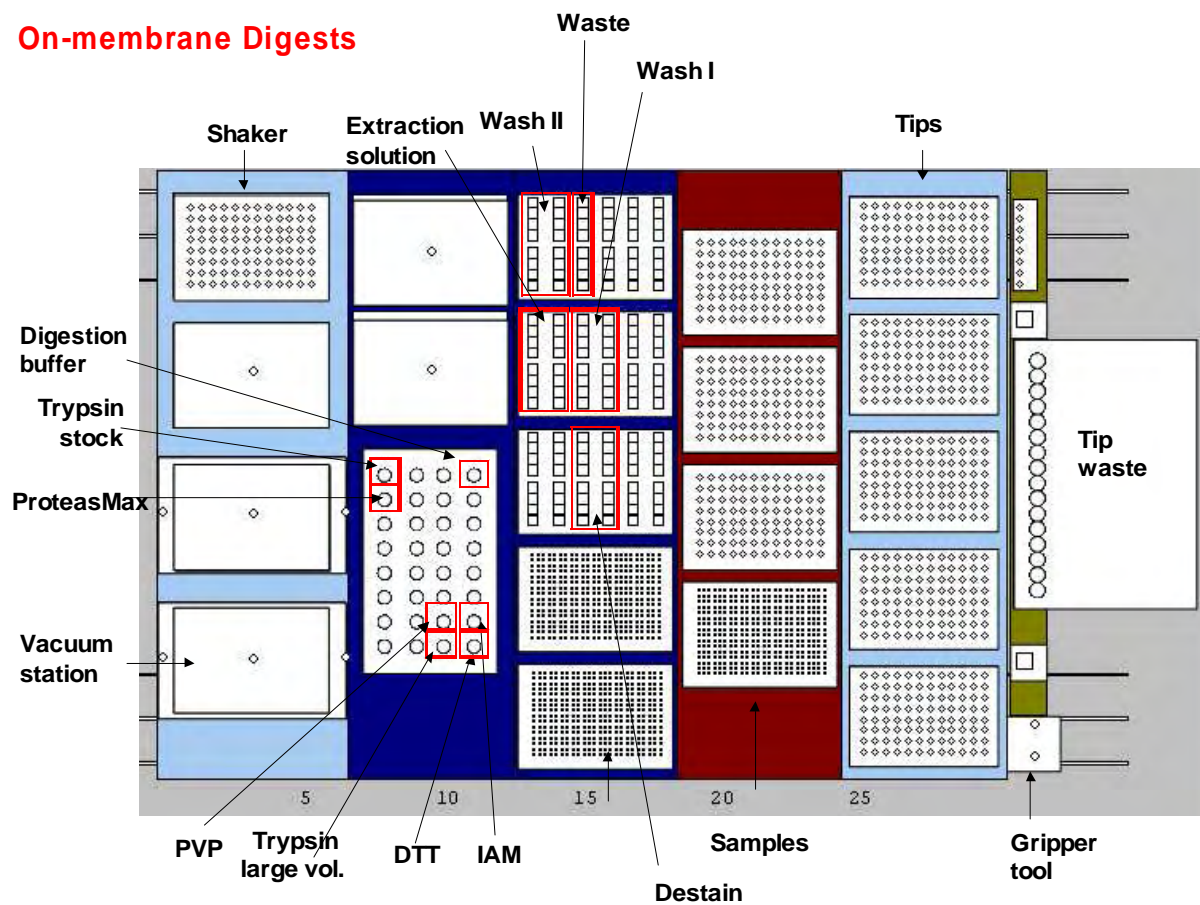 On-membrane Digests
Waste
Wash I
Wash II
Extraction
solution
Shaker
Tips
Digestion
buffer
Trypsin
stock
ProteasMax
Tip
waste
Vacuum
station
5 10 15 20 25
PVP
Trypsin
large vol.
DTT
IAM
Samples
Gripper
tool
Destain